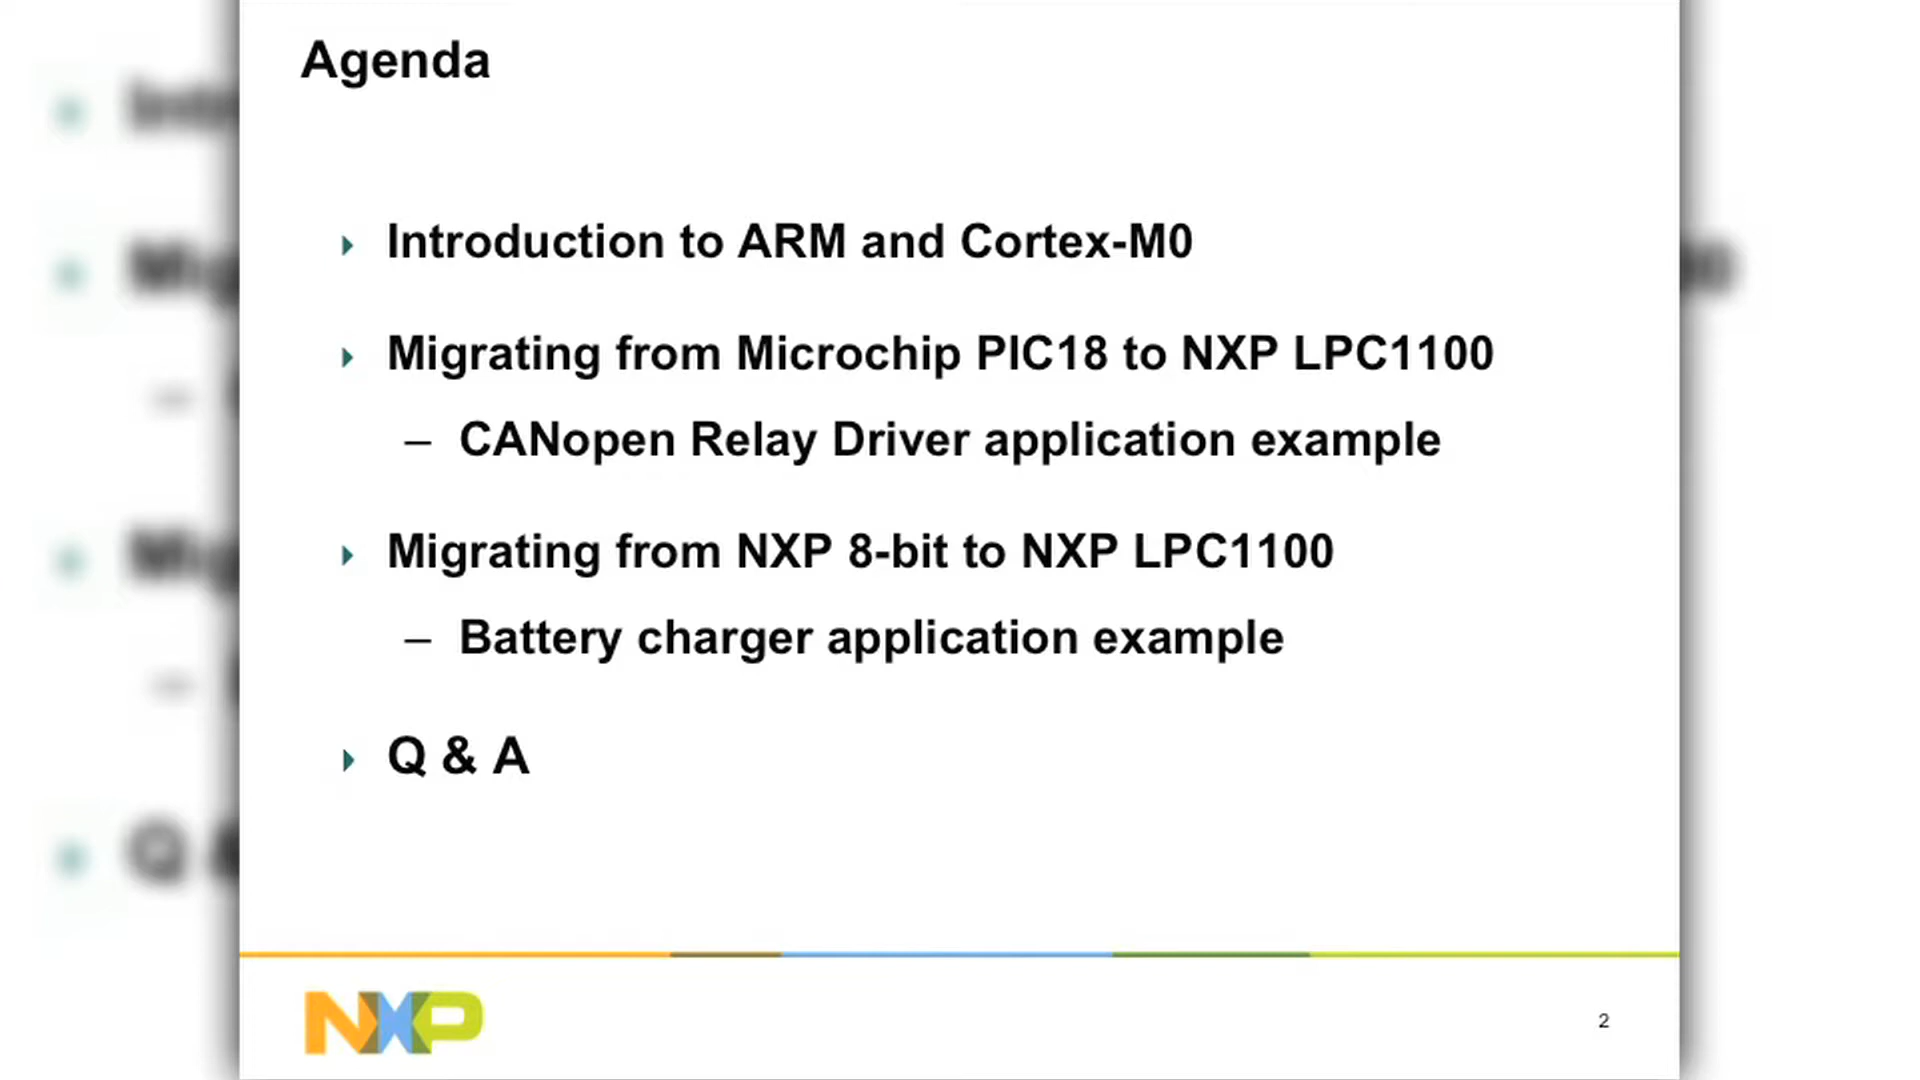 Agenda
Introduction to ARM and Cortex-M0
Migrating from Microchip PIC18 to NXP LPC1100
– CANopen Relay Driver application example
Migrating from NXP 8-bit to NXP LPC1100
– Battery charger application example
Q & A
NXP
2